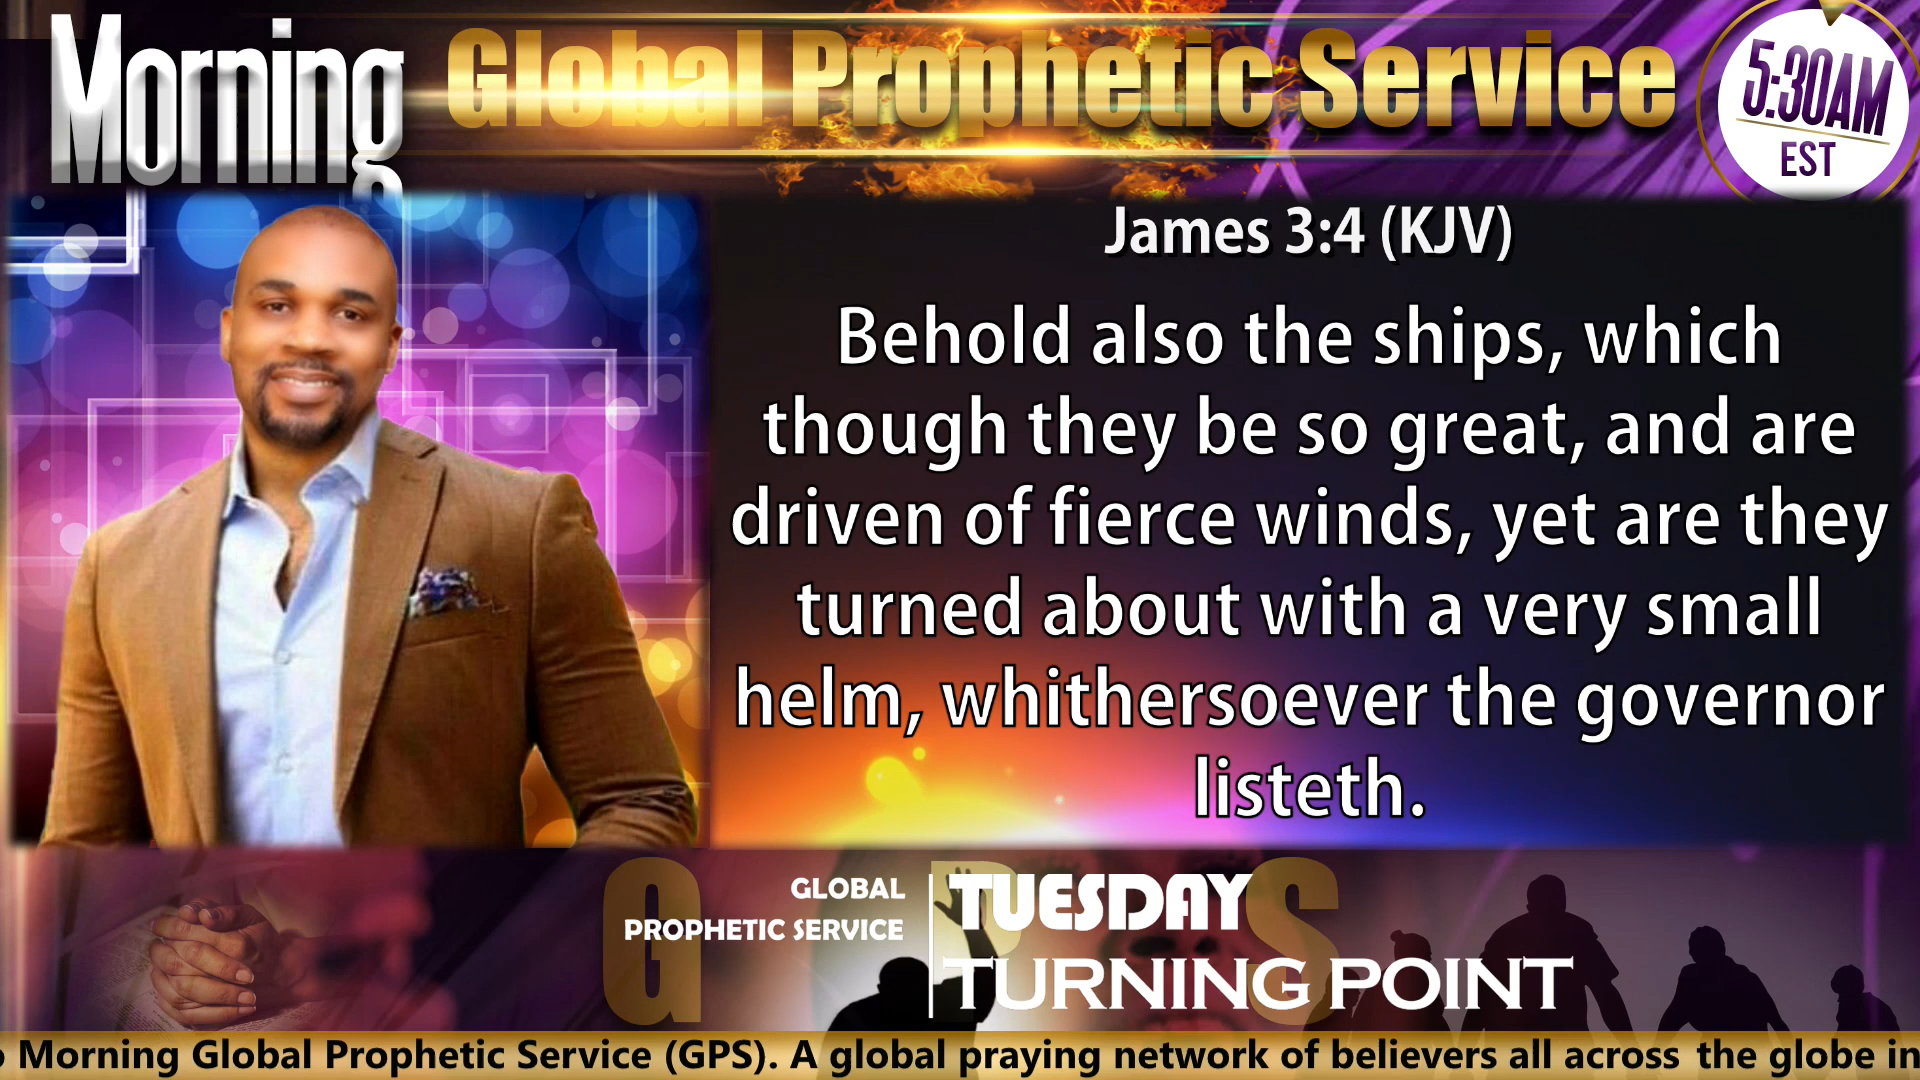 Morning Global Prophetic Service
5:30AM
EST
James 3:4 (KJV)
Behold also the ships, which
though they be so great, and are
driven of fierce winds, yet are they
turned about with a very small
helm, whithersoever the governor
listeth.
G P S
GLOBAL
PROPHETIC SERVICE
TUESDAY
TURNING POINT
Morning Global Prophetic Service (GPS). A global praying network of believers all across the globe in